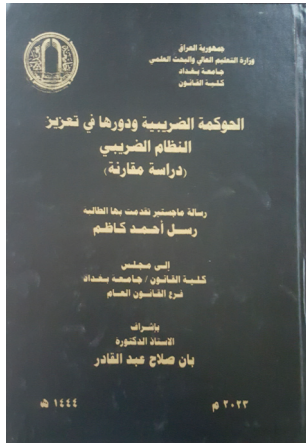 جمهورية العراق
وزارة التعليم العالي والبحث العلمي
جامعة بغداد
كلية القانون
الحوكمة الضريبية ودورها في تعزيز
النظام الضريبي
(دراسة مقارنة)
رسالة ماجستير تقدمت بها الطالبة
رسل أحمد كاظم
إلى مجلس
كلية القانون / جامعة بغداد
فرع القانون العام
بإشراف
الاستاذ الدكتورة
بان صلاح عبد القادر
٢٠٢٣ م
١٤٤٤ هـ